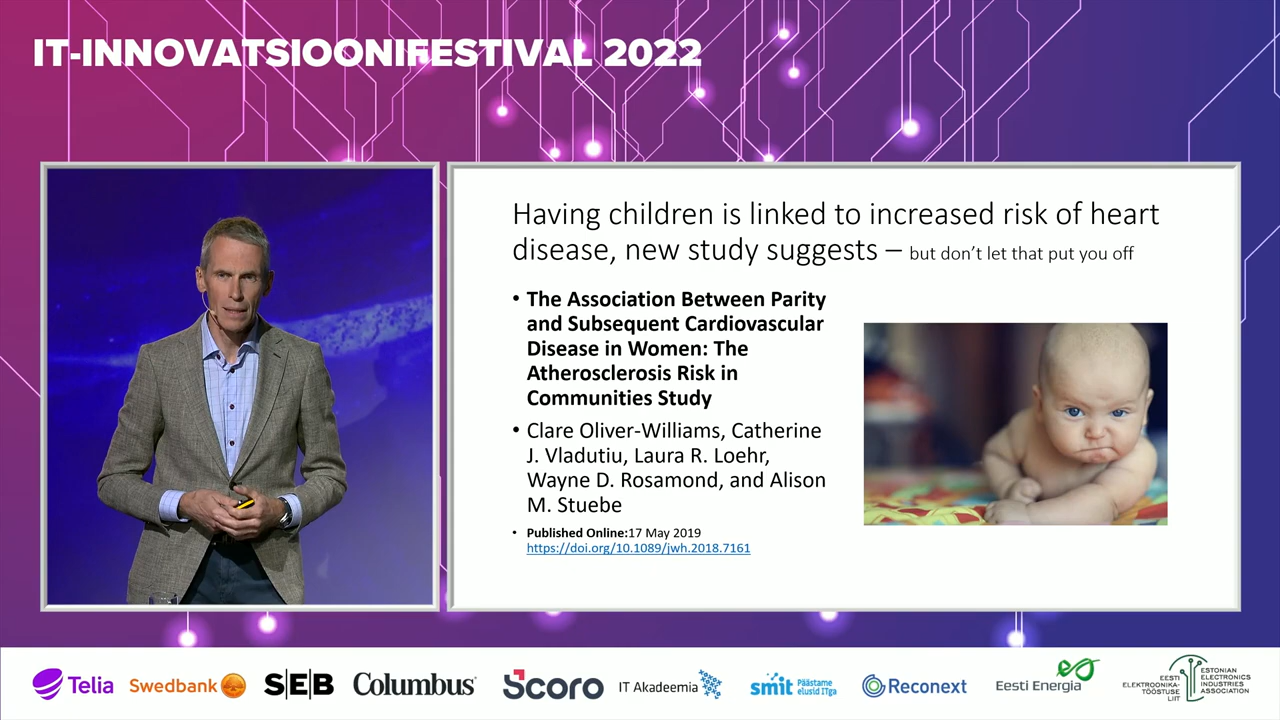 IT-INNOVATSIOONIFESTIVAL 2022
Having children is linked to increased risk of heart
disease, new study suggests – but don't let that put you off
• The Association Between Parity
and Subsequent Cardiovascular
Disease in Women: The
Atherosclerosis Risk in
Communities Study
• Clare Oliver-Williams, Catherine
J. Vladutiu, Laura R. Loehr,
Wayne D. Rosamond, and Alison
M. Stuebe
• Published Online:17 May 2019
https://doi.org/10.1089/jwh.2018.7161
Telia
Swedbank
SEB
Columbus
Scoro
IT Akadeemia
smit Päästame
elusid ITga
Reconext
Eesti Energia
EESTI
ELEKTROONIKA-
TÖÖSTUSE
LIIT
ESTONIAN
ELECTRONICS
INDUSTRIES
ASSOCIATION